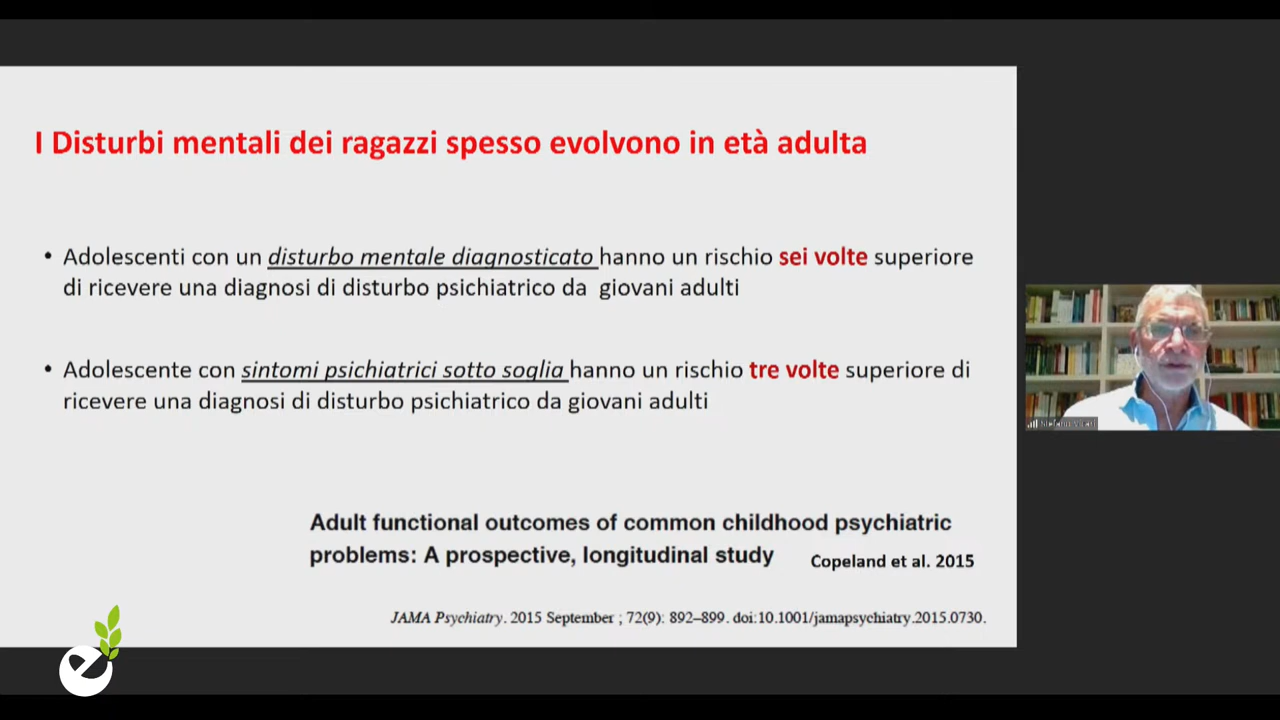 I Disturbi mentali dei ragazzi spesso evolvono in età adulta
• Adolescenti con un disturbo mentale diagnosticato hanno un rischio sei volte superiore
di ricevere una diagnosi di disturbo psichiatrico da giovani adulti
• Adolescente con sintomi psichiatrici sotto soglia hanno un rischio tre volte superiore di
ricevere una diagnosi di disturbo psichiatrico da giovani adulti
Adult functional outcomes of common childhood psychiatric
problems: A prospective, longitudinal study
Copeland et al. 2015
JAMA Psychiatry. 2015 September ; 72(9): 892–899. doi:10.1001/jamapsychiatry.2015.0730.
e